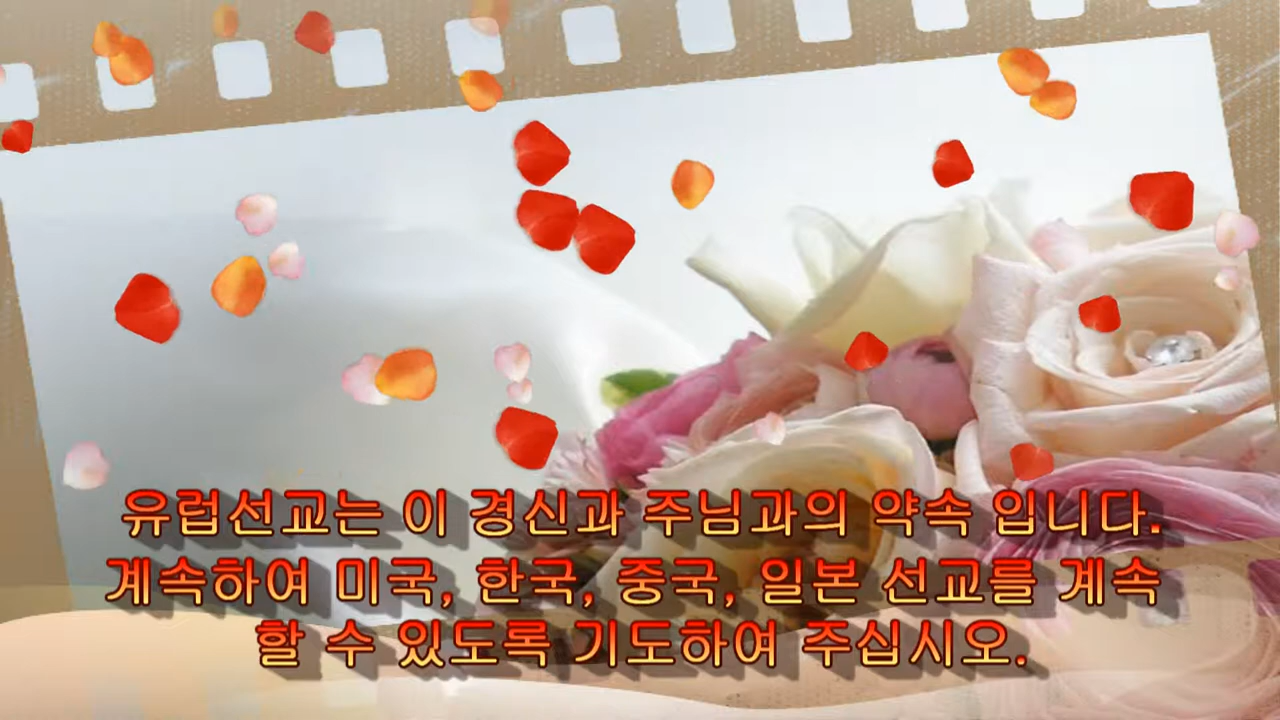 유럽선교는 이 경신과 주님과의 약속 입니다.
계속하여 미국, 한국, 중국, 일본 선교를 계속
할 수 있도록 기도하여 주십시오.